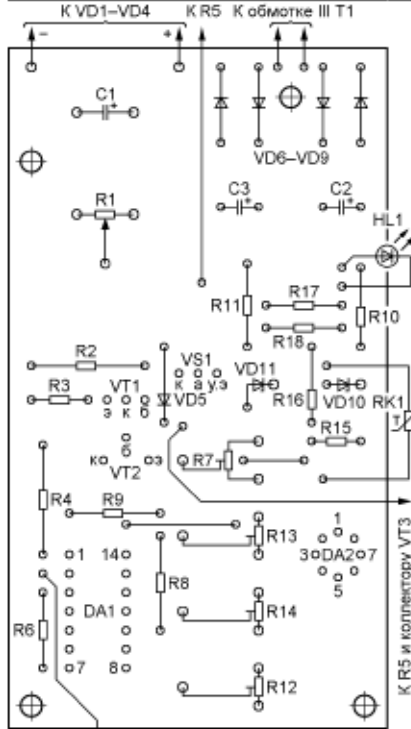 К VD1–VD4 К R5 К обмотке III Т1
– +
C1
VD6–VD9
R1
C3 C2
HL1
R11 R17 R10
R18
R2 VS1 VD11
к а у.э
R3 VT1 VD5 R16 VD10 RK1
э к б
б
к э
VT2 R7 R15
R4 R9
R13 1
1 14 3 DA2 7
R8 5
DA1 R14
R6
7 8 R12
К R5 и коллектору VT3